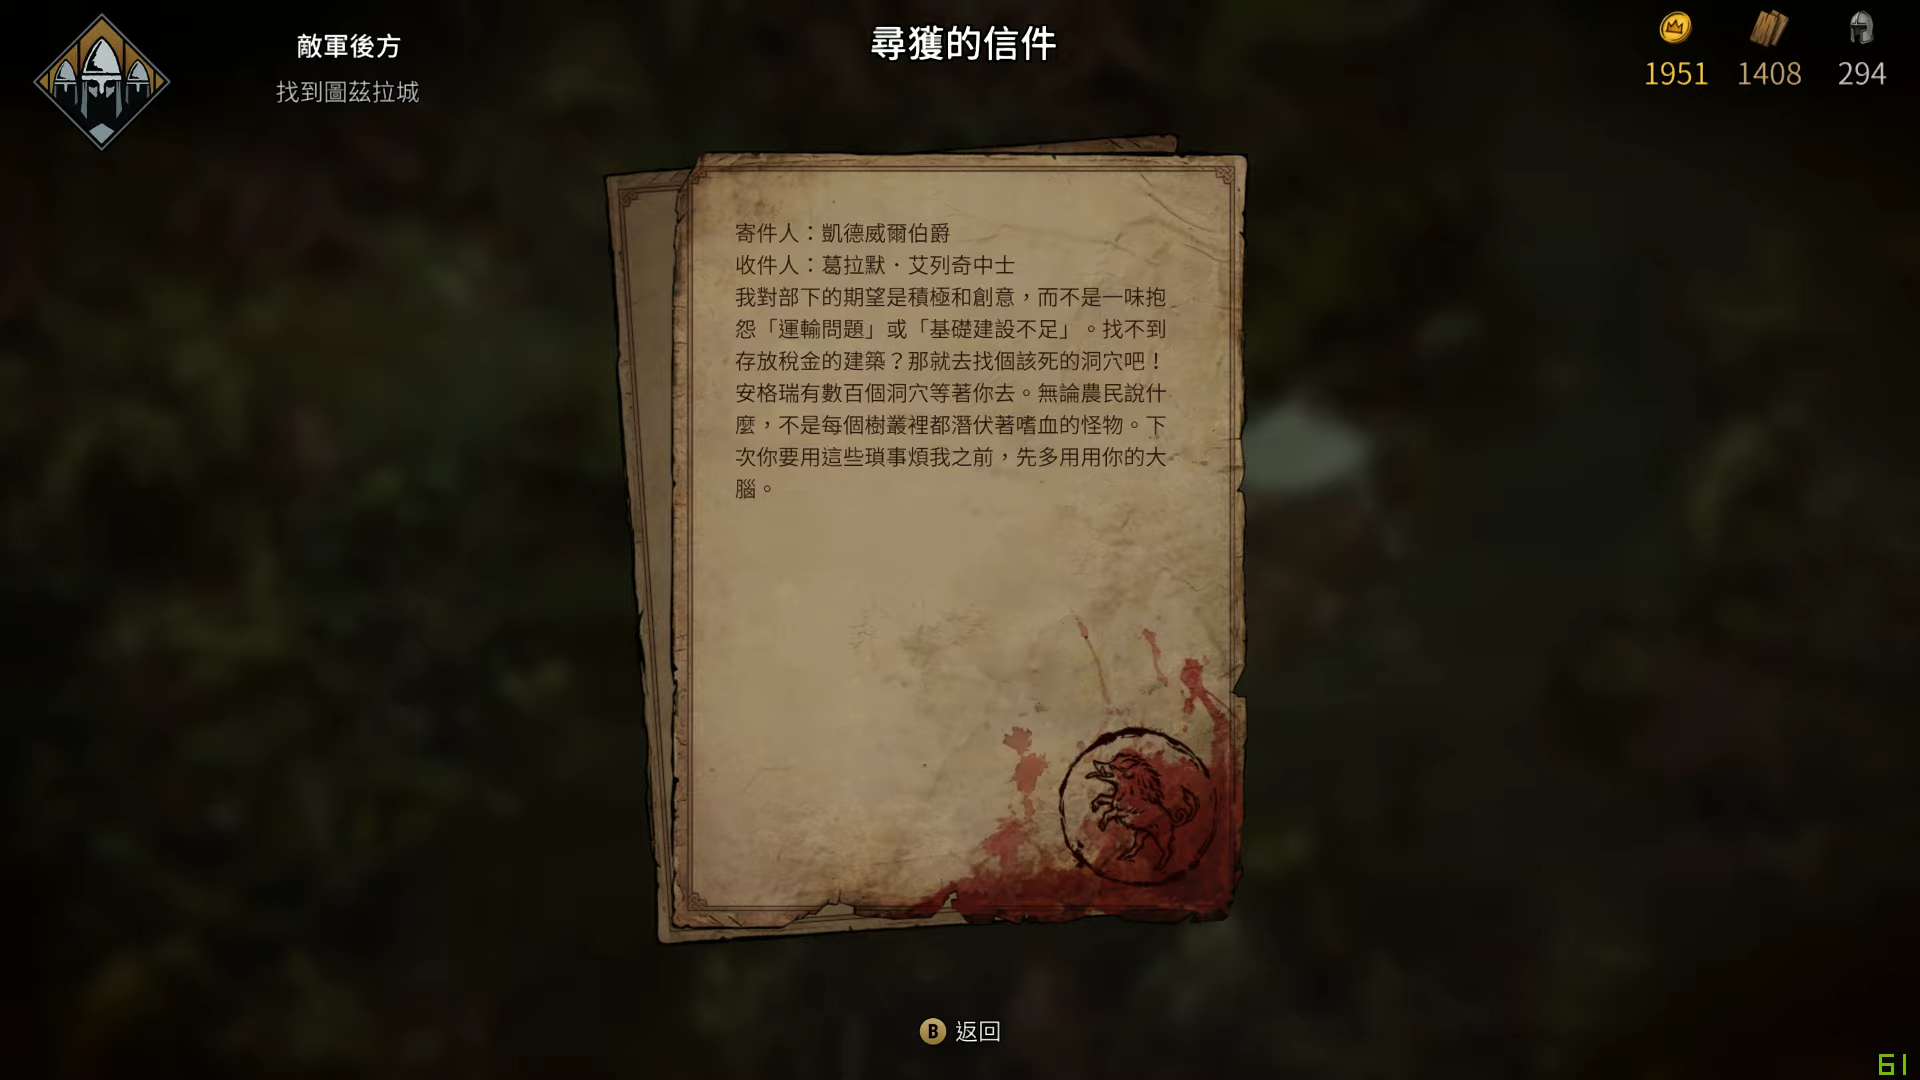 敵軍後方
找到圖茲拉城
尋獲的信件
1951
1408
294
寄件人：凱德威爾伯爵
收件人：葛拉默．艾列奇中士
我對部下的期望是積極和創意，而不是一味抱
怨「運輸問題」或「基礎建設不足」。找不到
存放稅金的建築？那就去找個該死的洞穴吧！
安格瑞有數百個洞穴等著你去。無論農民說什
麼，不是每個樹叢裡都潛伏著嗜血的怪物。下
次你要用這些瑣事煩我之前，先多用用你的大
腦。
B 返回
61